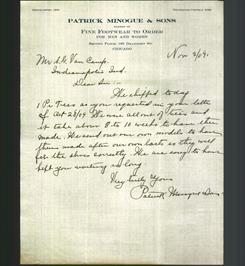 PATRICK MINOGUE & SONS
FINE FOOTWEAR TO ORDER
FOR MEN AND WOMEN
CHICAGO
Nov 3/09.
Mr. A. G. Van Camp.
Indianapolis Ind.
Dear Sir:
We shipped to day
1 Pr. Trees as you requested in your letter
of Oct 28/09. We were all out of trees and
it takes about 8 to 10 weeks to have them
made. We send out our own models to have
them made after our own lasts so they will
fit the shoes correctly. We are sorry to have
kept you waiting so long.
Very truly Yours
Patrick Minogue & Sons